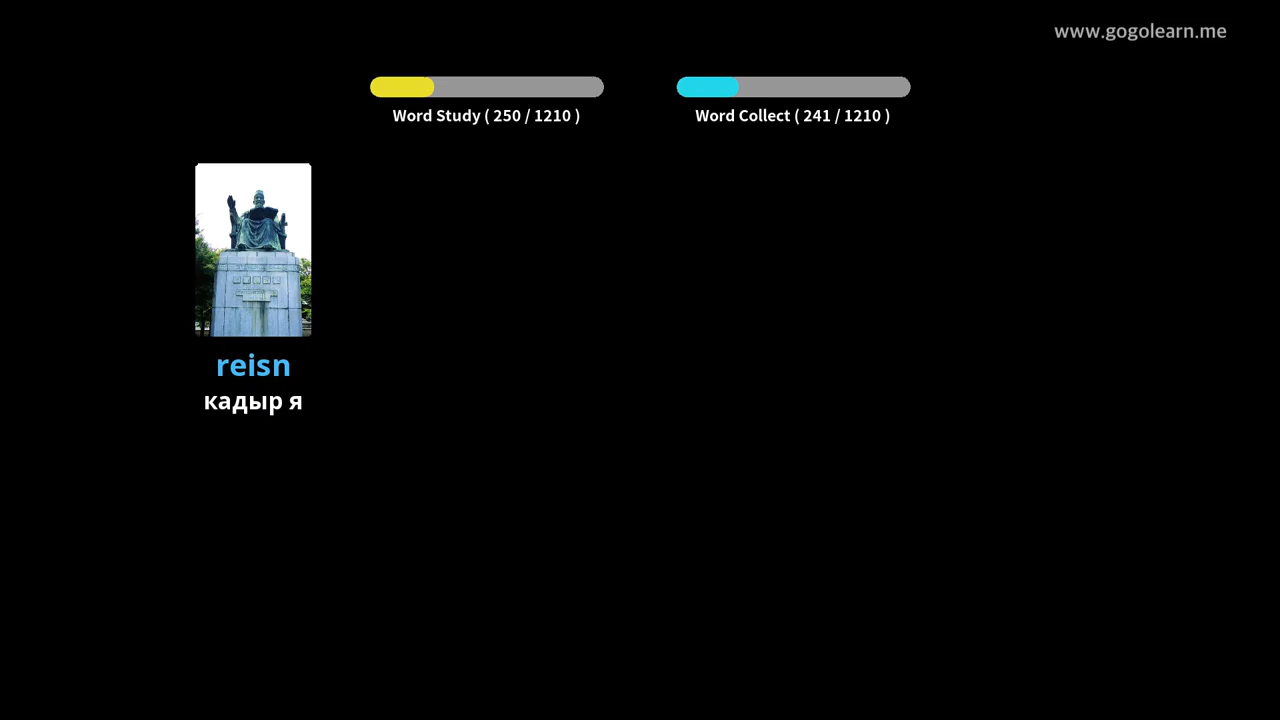 www.gogolearn.me
Word Study ( 250 / 1210 )
Word Collect ( 241 / 1210 )
reisn
кадыр я